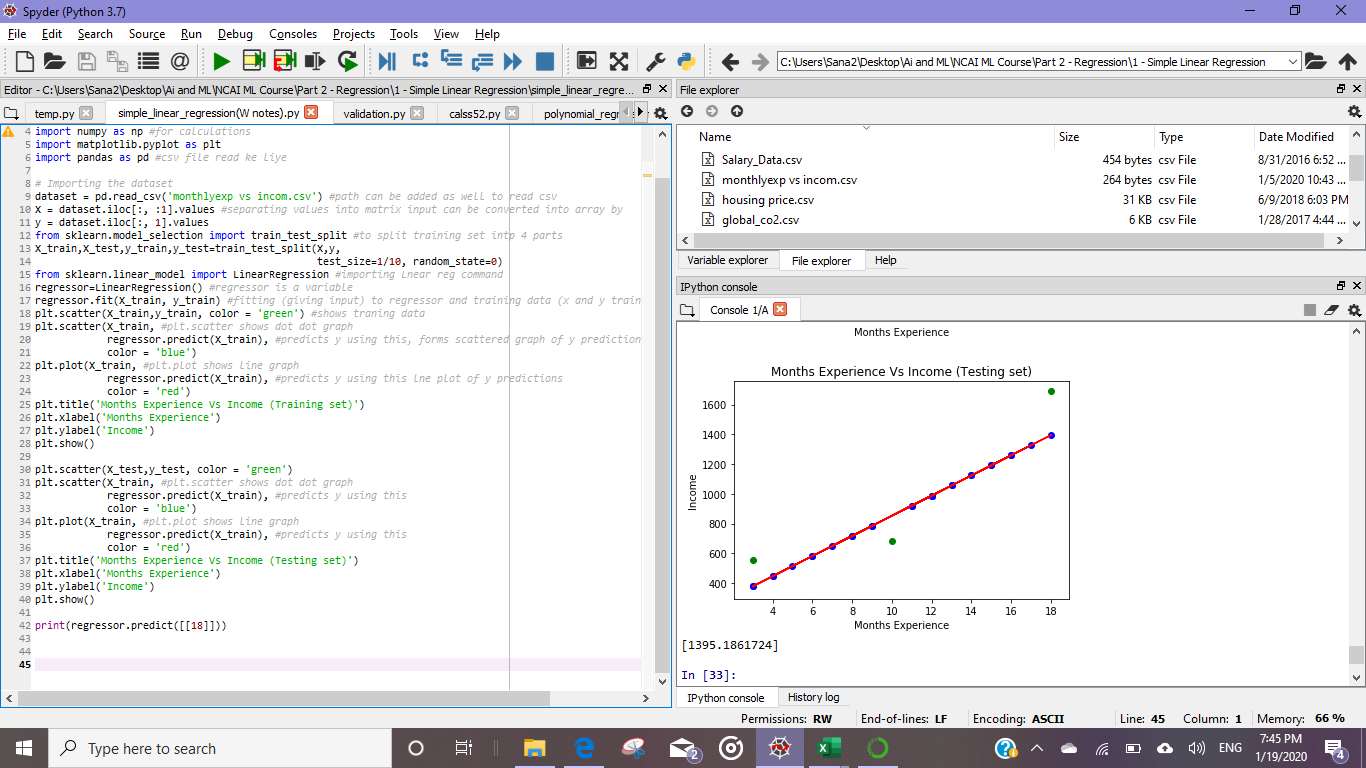 Spyder (Python 3.7)
File Edit Search Source Run Debug Consoles Projects Tools View Help
C:\Users\Sana2\Desktop\Ai and ML\NCAI ML Course\Part 2 - Regression\1 - Simple Linear Regression
Editor - C:\Users\Sana2\Desktop\Ai and ML\NCAI ML Course\Part 2 - Regression\1 - Simple Linear Regression\simple_linear_regre...
temp.py simple_linear_regression(W notes).py validation.py calss52.py polynomial_regr
4 import numpy as np #for calculations
5 import matplotlib.pyplot as plt
6 import pandas as pd #csv file read ke liye
7
8 # Importing the dataset
9 dataset = pd.read_csv('monthlyexp vs incom.csv') #path can be added as well to read csv
10 X = dataset.iloc[:, :1].values #separating values into matrix input can be converted into array by
11 y = dataset.iloc[:, 1].values
12 from sklearn.model_selection import train_test_split #to split training set into 4 parts
13 X_train,X_test,y_train,y_test=train_test_split(X,y,
14 test_size=1/10, random_state=0)
15 from sklearn.linear_model import LinearRegression #importing Lnear reg command
16 regressor=LinearRegression() #regressor is a variable
17 regressor.fit(X_train, y_train) #fitting (giving input) to regressor and training data (x and y train
18 plt.scatter(X_train,y_train, color = 'green') #shows traning data
19 plt.scatter(X_train, #plt.scatter shows dot dot graph
20 regressor.predict(X_train), #predicts y using this, forms scattered graph of y prediction
21 color = 'blue')
22 plt.plot(X_train, #plt.plot shows line graph
23 regressor.predict(X_train), #predicts y using this Lne plot of y predictions
24 color = 'red')
25 plt.title('Months Experience Vs Income (Training set)')
26 plt.xlabel('Months Experience')
27 plt.ylabel('Income')
28 plt.show()
29
30 plt.scatter(X_test,y_test, color = 'green')
31 plt.scatter(X_train, #plt.scatter shows dot dot graph
32 regressor.predict(X_train), #predicts y using this
33 color = 'blue')
34 plt.plot(X_train, #plt.plot shows line graph
35 regressor.predict(X_train), #predicts y using this
36 color = 'red')
37 plt.title('Months Experience Vs Income (Testing set)')
38 plt.xlabel('Months Experience')
39 plt.ylabel('Income')
40 plt.show()
41
42 print(regressor.predict([[18]]))
43
44
45
File explorer
Name Size Type Date Modified
Salary_Data.csv 454 bytes csv File 8/31/2016 6:52 ...
monthlyexp vs incom.csv 264 bytes csv File 1/5/2020 10:43 ...
housing price.csv 31 KB csv File 6/9/2018 6:03 PM
global_co2.csv 6 KB csv File 1/28/2017 4:44 ...
Variable explorer File explorer Help
IPython console
Console 1/A
Months Experience
Months Experience Vs Income (Testing set)
1600
1400
1200
1000
800
600
400
Income
4 6 8 10 12 14 16 18
Months Experience
[1395.1861724]
In [33]:
IPython console History log
Permissions: RW End-of-lines: LF Encoding: ASCII Line: 45 Column: 1 Memory: 66 %
Type here to search
2
ENG
7:45 PM
1/19/2020
4